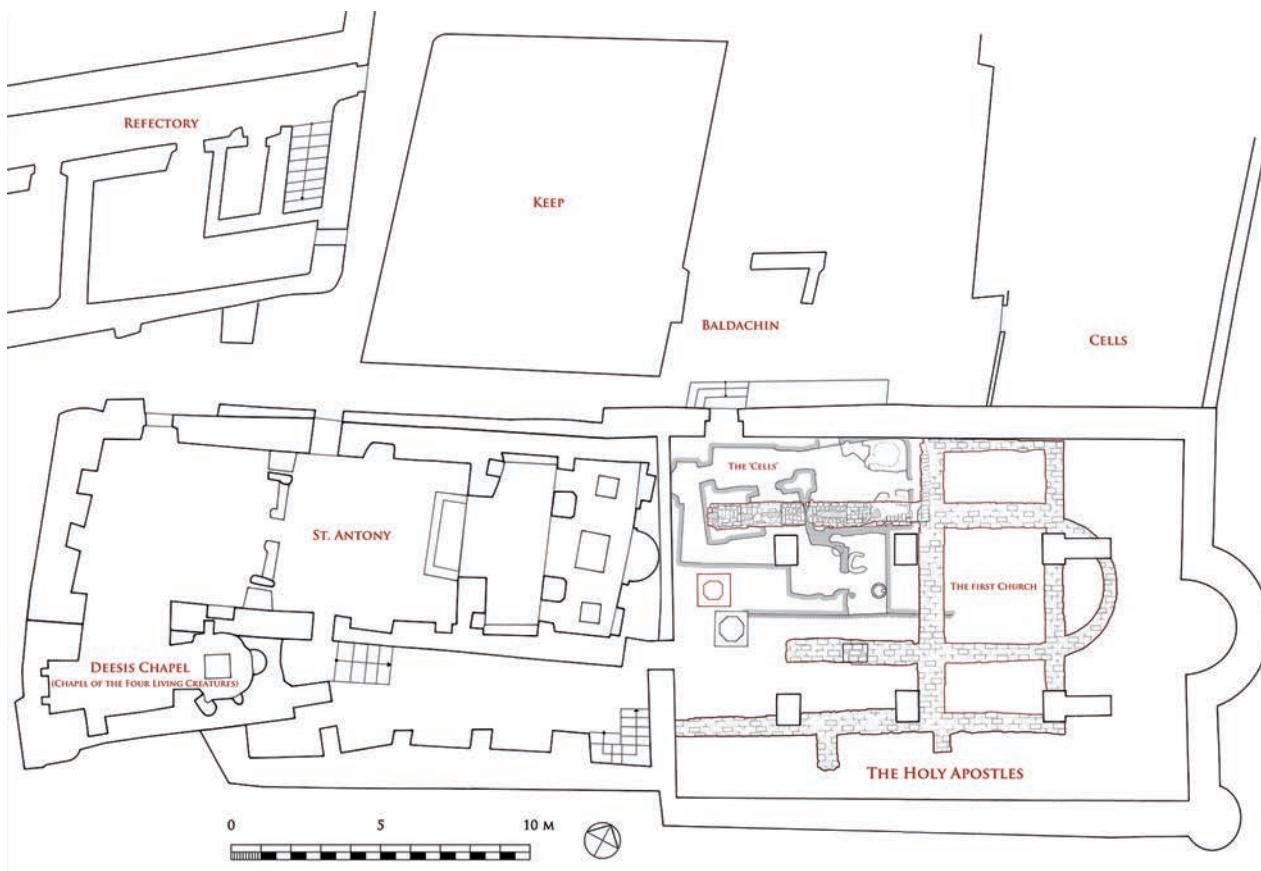 REFECTORY
KEEP
BALDACHIN
CELLS
THE 'CELLS'
ST. ANTONY
THE FIRST CHURCH
DEESIS CHAPEL
(CHAPEL OF THE FOUR LIVING CREATURES)
THE HOLY APOSTLES
0 5 10 M